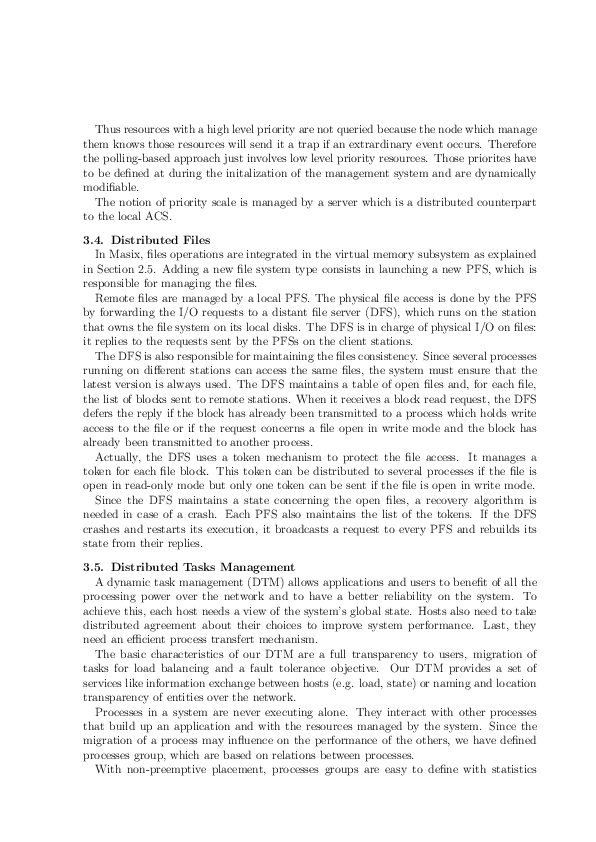 Thus resources with a high level priority are not queried because the node which manage
them knows those resources will send it a trap if an extrardinary event occurs. Therefore
the polling-based approach just involves low level priority resources. Those priorites have
to be defined at during the initalization of the management system and are dynamically
modifiable.
The notion of priority scale is managed by a server which is a distributed counterpart
to the local ACS.
3.4. Distributed Files
In Masix, files operations are integrated in the virtual memory subsystem as explained
in Section 2.5. Adding a new file system type consists in launching a new PFS, which is
responsible for managing the files.
Remote files are managed by a local PFS. The physical file access is done by the PFS
by forwarding the I/O requests to a distant file server (DFS), which runs on the station
that owns the file system on its local disks. The DFS is in charge of physical I/O on files:
it replies to the requests sent by the PFSs on the client stations.
The DFS is also responsible for maintaining the files consistency. Since several processes
running on different stations can access the same files, the system must ensure that the
latest version is always used. The DFS maintains a table of open files and, for each file,
the list of blocks sent to remote stations. When it receives a block read request, the DFS
defers the reply if the block has already been transmitted to a process which holds write
access to the file or if the request concerns a file open in write mode and the block has
already been transmitted to another process.
Actually, the DFS uses a token mechanism to protect the file access. It manages a
token for each file block. This token can be distributed to several processes if the file is
open in read-only mode but only one token can be sent if the file is open in write mode.
Since the DFS maintains a state concerning the open files, a recovery algorithm is
needed in case of a crash. Each PFS also maintains the list of the tokens. If the DFS
crashes and restarts its execution, it broadcasts a request to every PFS and rebuilds its
state from their replies.
3.5. Distributed Tasks Management
A dynamic task management (DTM) allows applications and users to benefit of all the
processing power over the network and to have a better reliability on the system. To
achieve this, each host needs a view of the system's global state. Hosts also need to take
distributed agreement about their choices to improve system performance. Last, they
need an efficient process transfert mechanism.
The basic characteristics of our DTM are a full transparency to users, migration of
tasks for load balancing and a fault tolerance objective. Our DTM provides a set of
services like information exchange between hosts (e.g. load, state) or naming and location
transparency of entities over the network.
Processes in a system are never executing alone. They interact with other processes
that build up an application and with the resources managed by the system. Since the
migration of a process may influence on the performance of the others, we have defined
processes group, which are based on relations between processes.
With non-preemptive placement, processes groups are easy to define with statistics